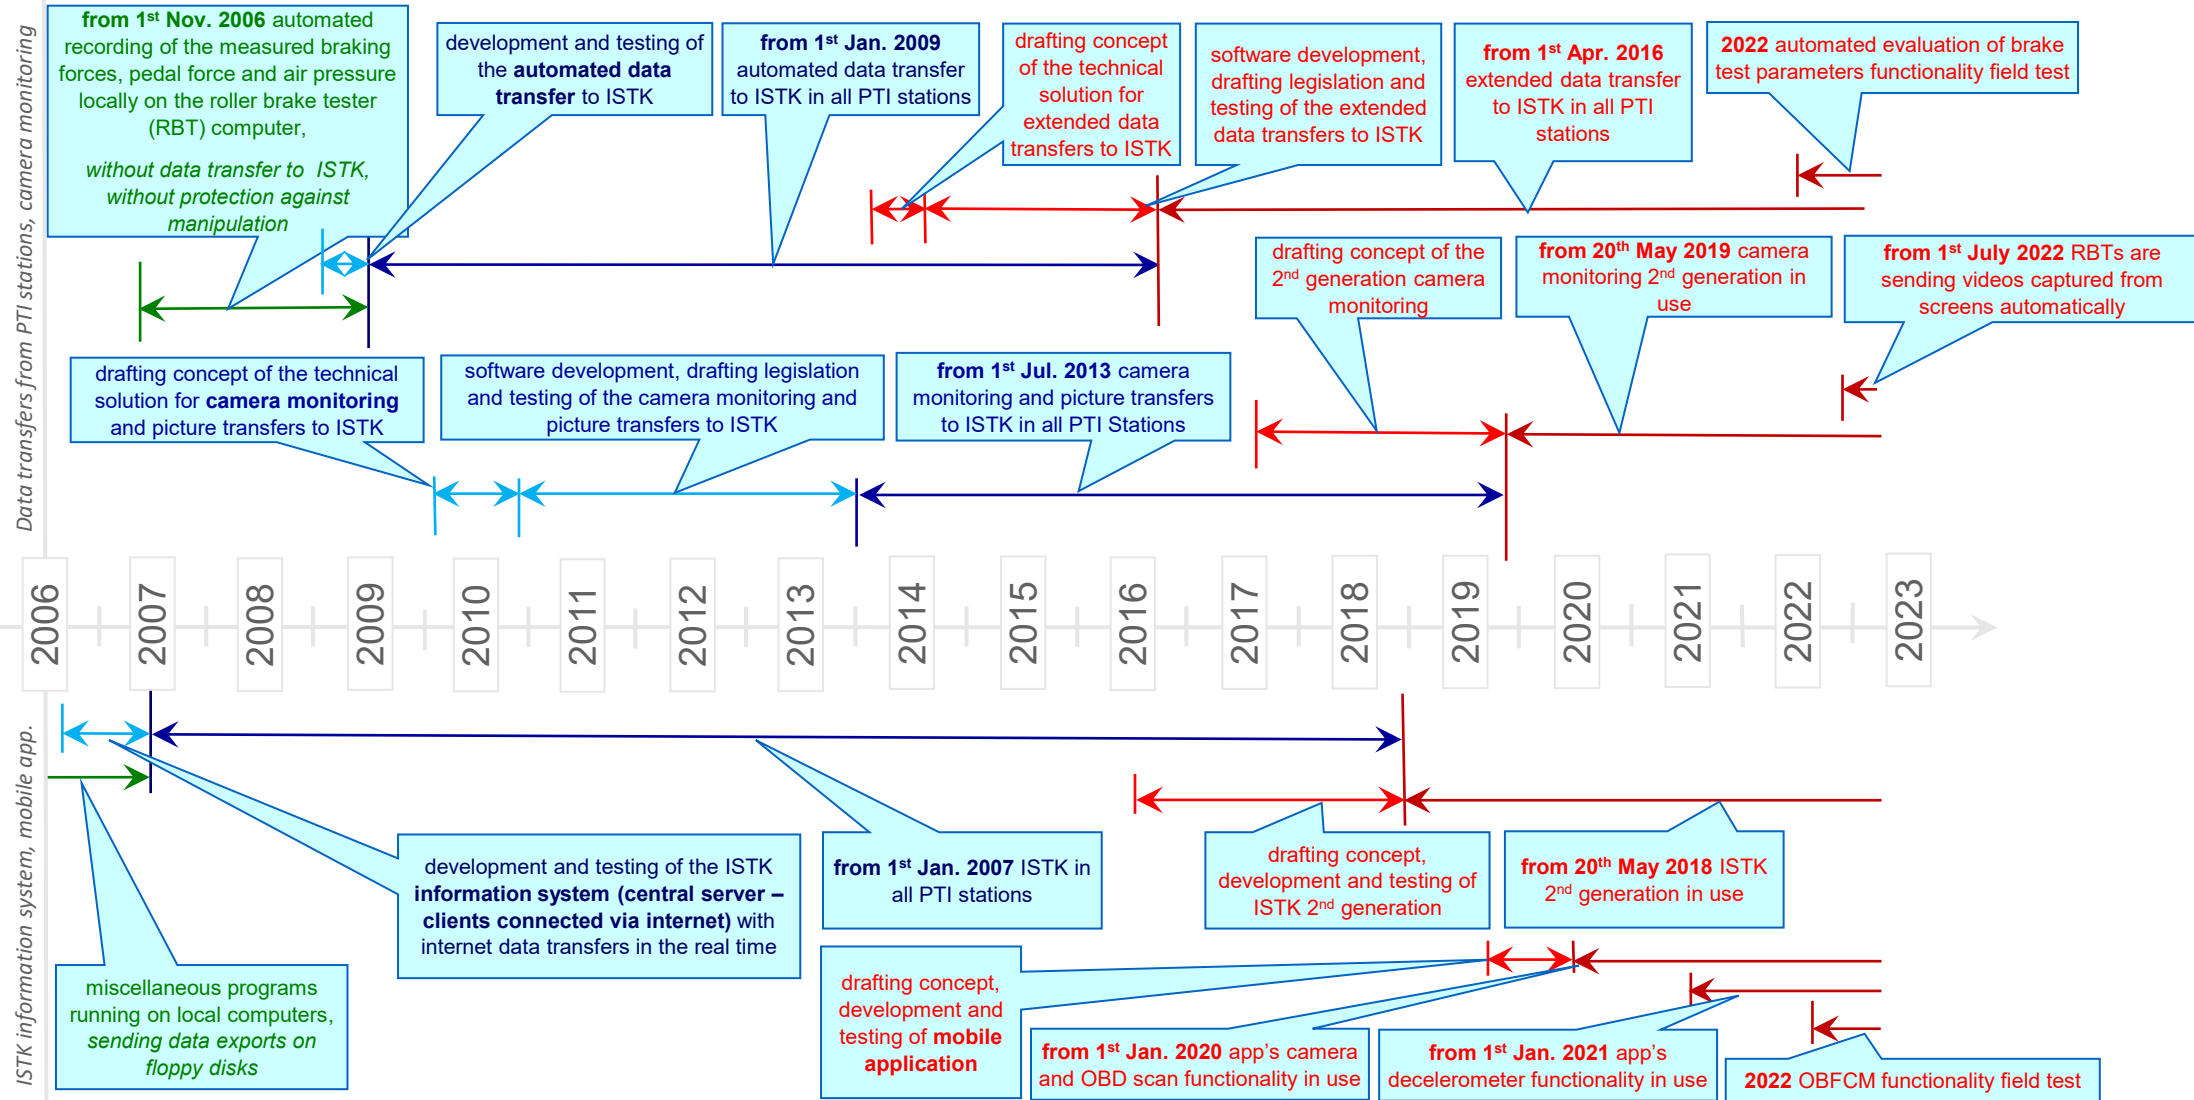 Data transfers from PTI stations, camera monitoring
from 1st Nov. 2006 automated
recording of the measured braking
forces, pedal force and air pressure
locally on the roller brake tester
(RBT) computer,
without data transfer to ISTK,
without protection against
manipulation
development and testing of
the automated data
transfer to ISTK
from 1st Jan. 2009
automated data transfer
to ISTK in all PTI stations
drafting concept
of the technical
solution for
extended data
transfers to ISTK
software development,
drafting legislation and
testing of the extended
data transfers to ISTK
from 1st Apr. 2016
extended data transfer
to ISTK in all PTI
stations
2022 automated evaluation of brake
test parameters functionality field test
drafting concept of the
2nd generation camera
monitoring
from 20th May 2019 camera
monitoring 2nd generation in
use
from 1st July 2022 RBTs are
sending videos captured from
screens automatically
drafting concept of the technical
solution for camera monitoring
and picture transfers to ISTK
software development, drafting legislation
and testing of the camera monitoring and
picture transfers to ISTK
from 1st Jul. 2013 camera
monitoring and picture transfers
to ISTK in all PTI Stations
2006
2007
2008
2009
2010
2011
2012
2013
2014
2015
2016
2017
2018
2019
2020
2021
2022
2023
ISTK information system, mobile app.
miscellaneous programs
running on local computers,
sending data exports on
floppy disks
development and testing of the ISTK
information system (central server –
clients connected via internet) with
internet data transfers in the real time
from 1st Jan. 2007 ISTK in
all PTI stations
drafting concept,
development and testing of
ISTK 2nd generation
from 20th May 2018 ISTK
2nd generation in use
drafting concept,
development and
testing of mobile
application
from 1st Jan. 2020 app's camera
and OBD scan functionality in use
from 1st Jan. 2021 app's
decelerometer functionality in use
2022 OBFCM functionality field test